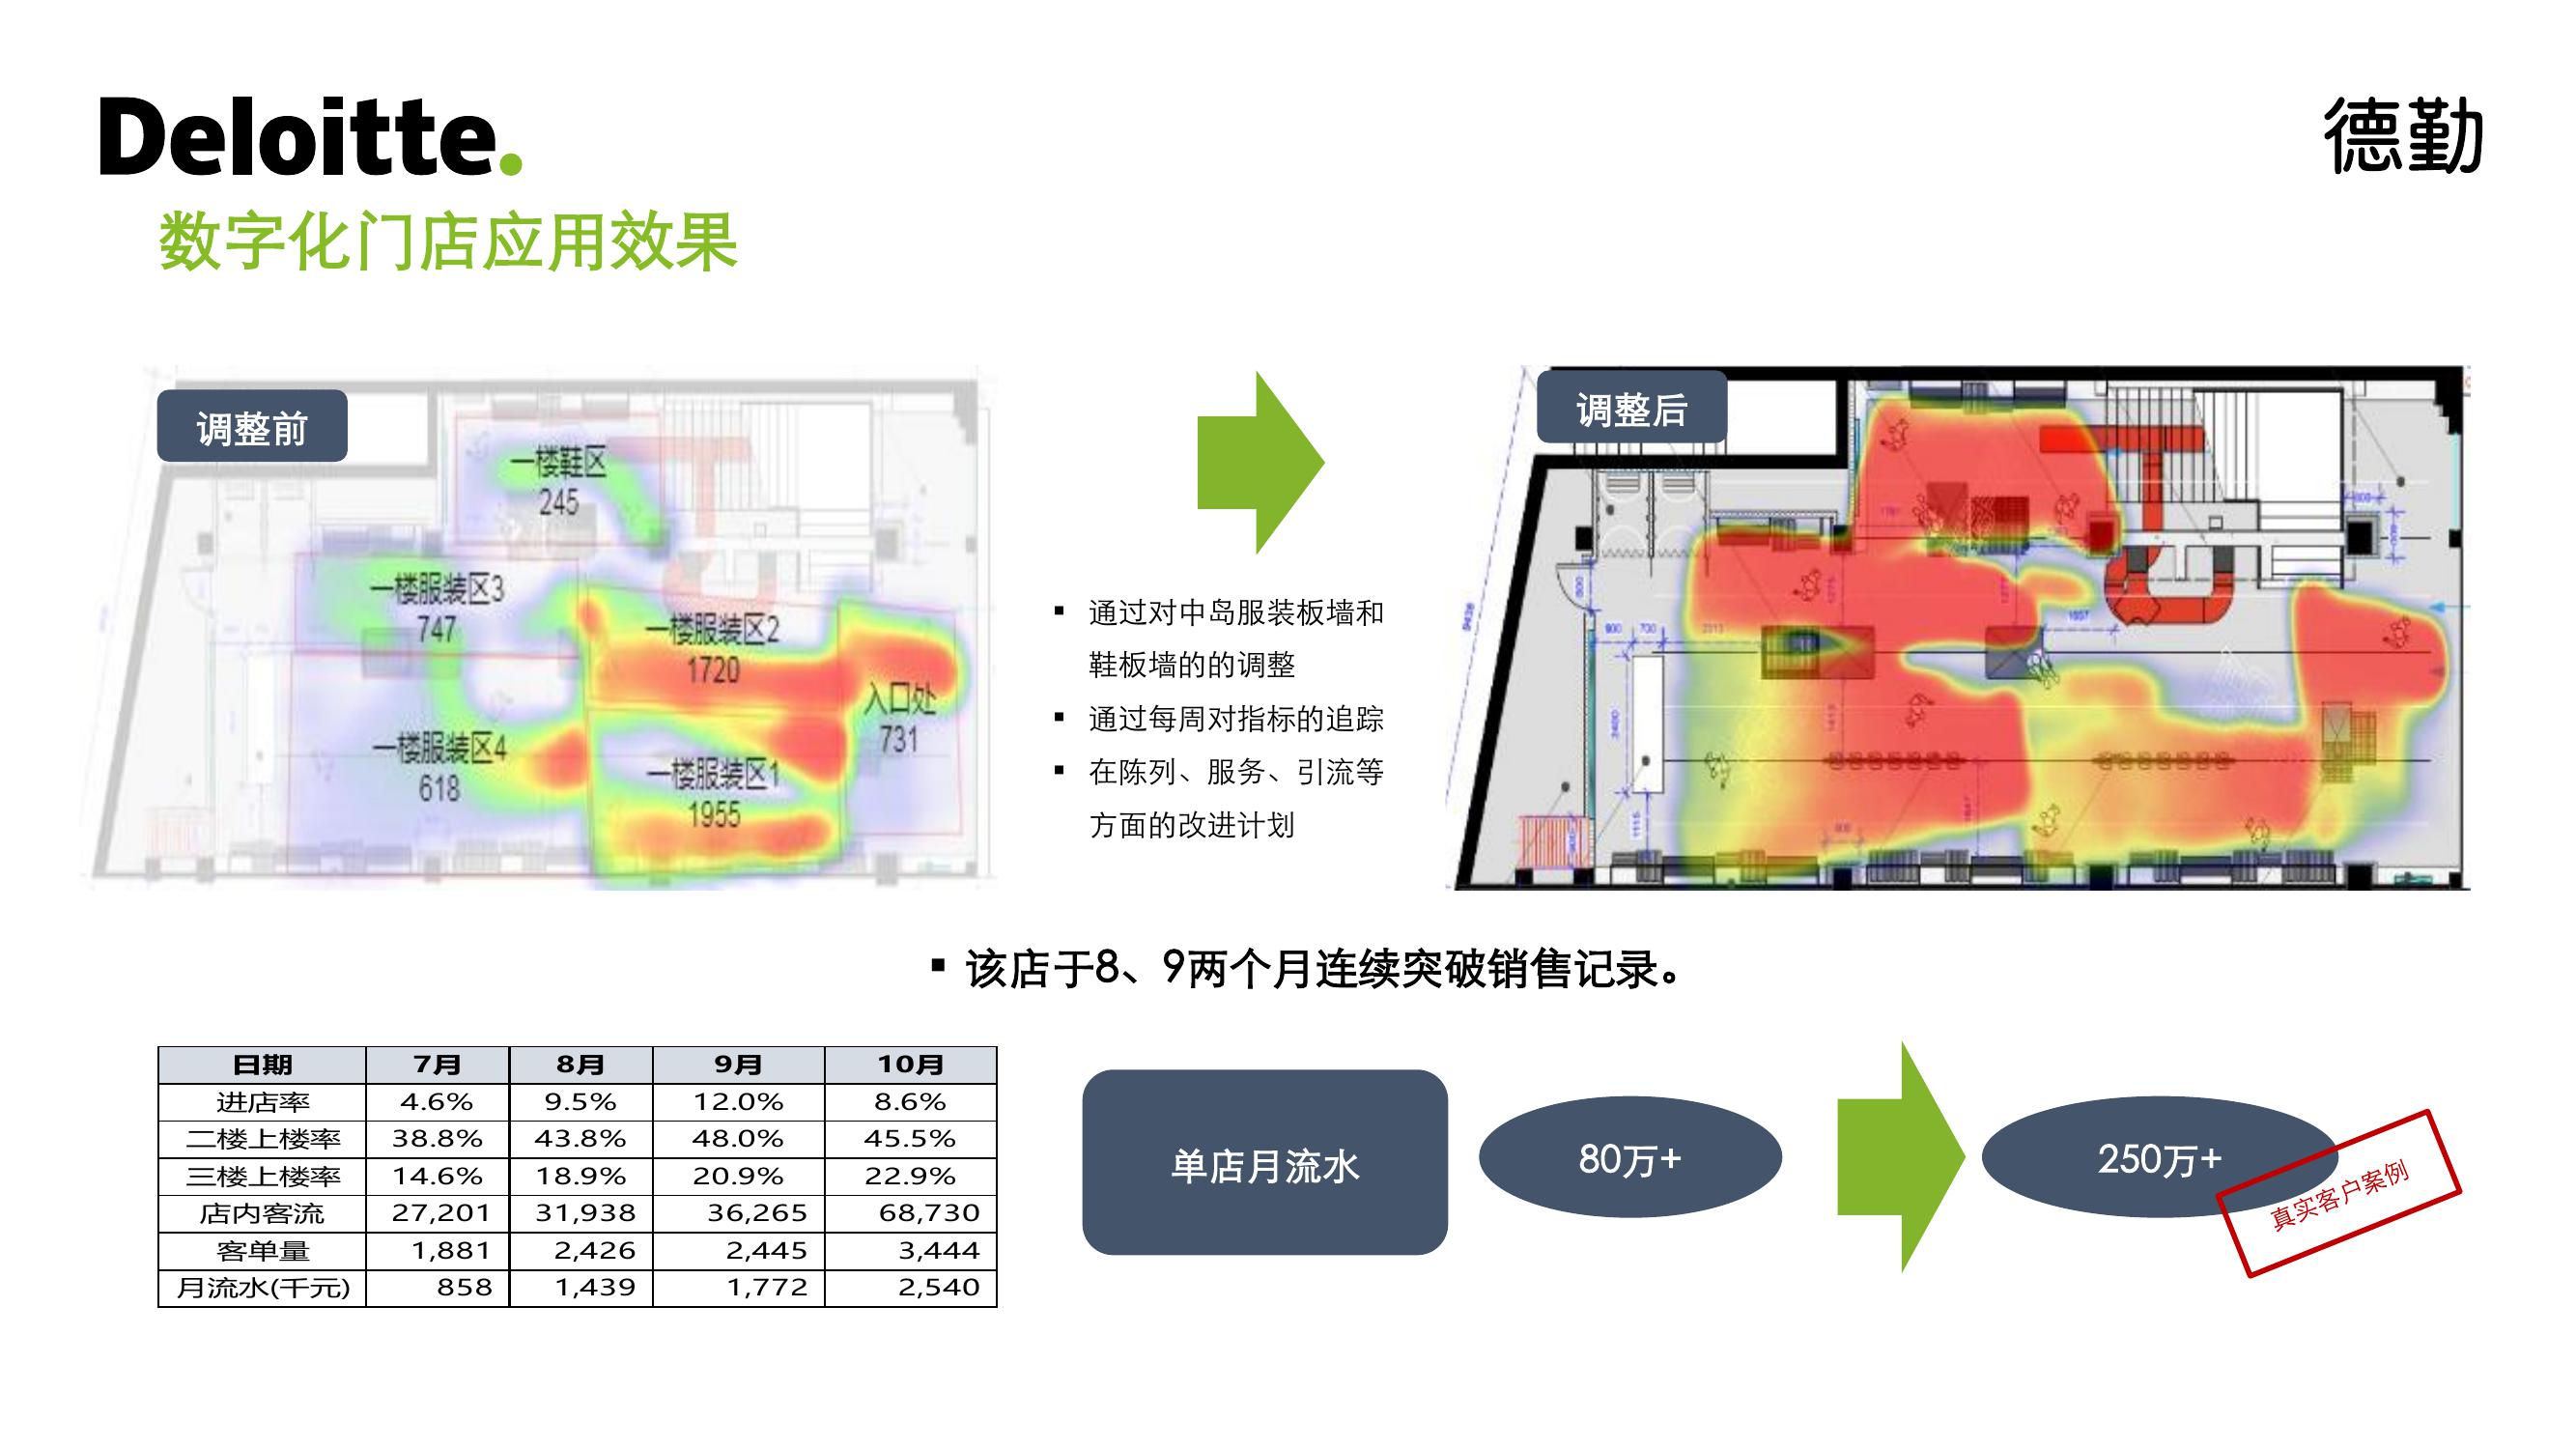 Deloitte.
德勤
数字化门店应用效果
调整前
一楼鞋区
245
一楼服装区3
747
一楼服装区2
1720
入口处
731
一楼服装区4
618
一楼服装区1
1955
▪ 通过对中岛服装板墙和
鞋板墙的的调整
▪ 通过每周对指标的追踪
▪ 在陈列、服务、引流等
方面的改进计划
调整后
▪ 该店于8、9两个月连续突破销售记录。
日期 7月 8月 9月 10月
进店率 4.6% 9.5% 12.0% 8.6%
二楼上楼率 38.8% 43.8% 48.0% 45.5%
三楼上楼率 14.6% 18.9% 20.9% 22.9%
店内客流 27,201 31,938 36,265 68,730
客单量 1,881 2,426 2,445 3,444
月流水(千元) 858 1,439 1,772 2,540
单店月流水
80万+
250万+
真实客户案例